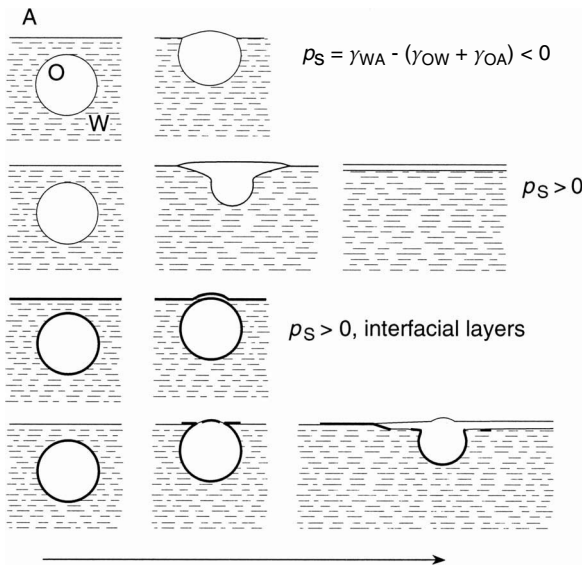 A
pS = γWA - (γOW + γOA) < 0
O
W
pS > 0
pS > 0, interfacial layers